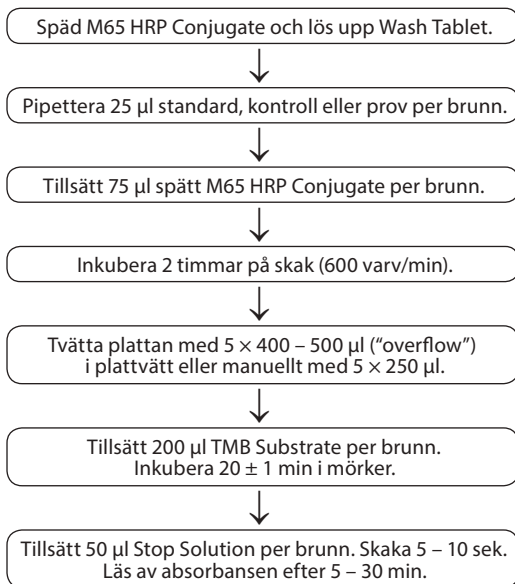 Späd M65 HRP Conjugate och lös upp Wash Tablet.
Pipettera 25 µl standard, kontroll eller prov per brunn.
Tillsätt 75 µl spätt M65 HRP Conjugate per brunn.
Inkubera 2 timmar på skak (600 varv/min).
Tvätta plattan med 5 × 400 – 500 µl (“overflow”)
i plattvätt eller manuellt med 5 × 250 µl.
Tillsätt 200 µl TMB Substrate per brunn.
Inkubera 20 ± 1 min i mörker.
Tillsätt 50 µl Stop Solution per brunn. Skaka 5 – 10 sek.
Läs av absorbansen efter 5 – 30 min.